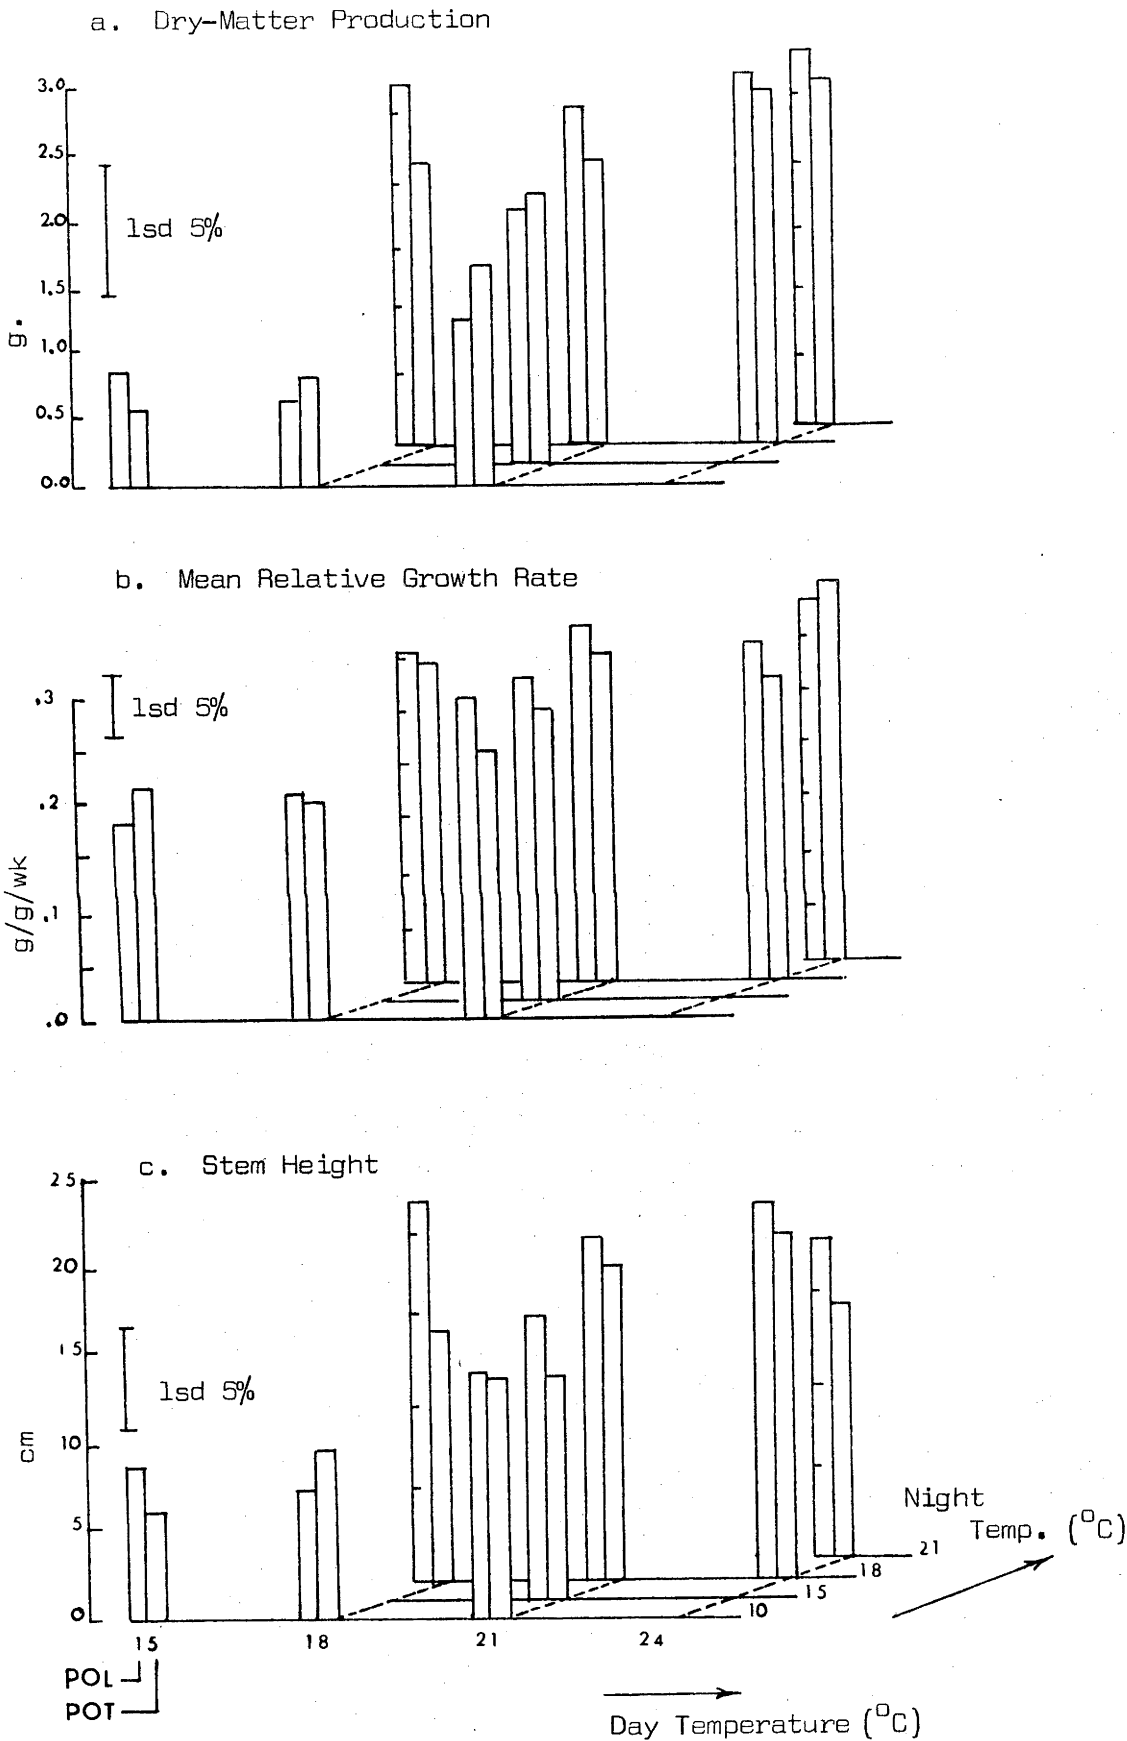 a. Dry-Matter Production
3.0
2.5
2.0
lsd 5%
1.5
g.
1.0
0.5
0.0
b. Mean Relative Growth Rate
.3
lsd 5%
.2
g/g/wk
.1
.0
c. Stem Height
25
20
15
lsd 5%
cm
10
5
0
Night
Temp. (°C)
21
18
15
10
15 18 21 24
POL
POT
Day Temperature (°C)